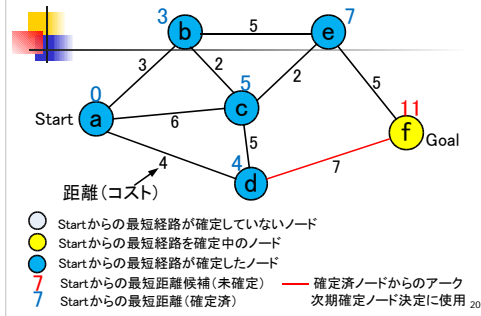 3
b
5
e
7
3
2
5
2
5
0
Start
a
6
c
11
f
Goal
5
4
4
d
7
距離(コスト)
Startからの最短経路が確定していないノード
Startからの最短経路を確定中のノード
Startからの最短経路が確定したノード
7 Startからの最短距離候補(未確定)
確定済ノードからのアーク
7 Startからの最短距離(確定済)
次期確定ノード決定に使用
20